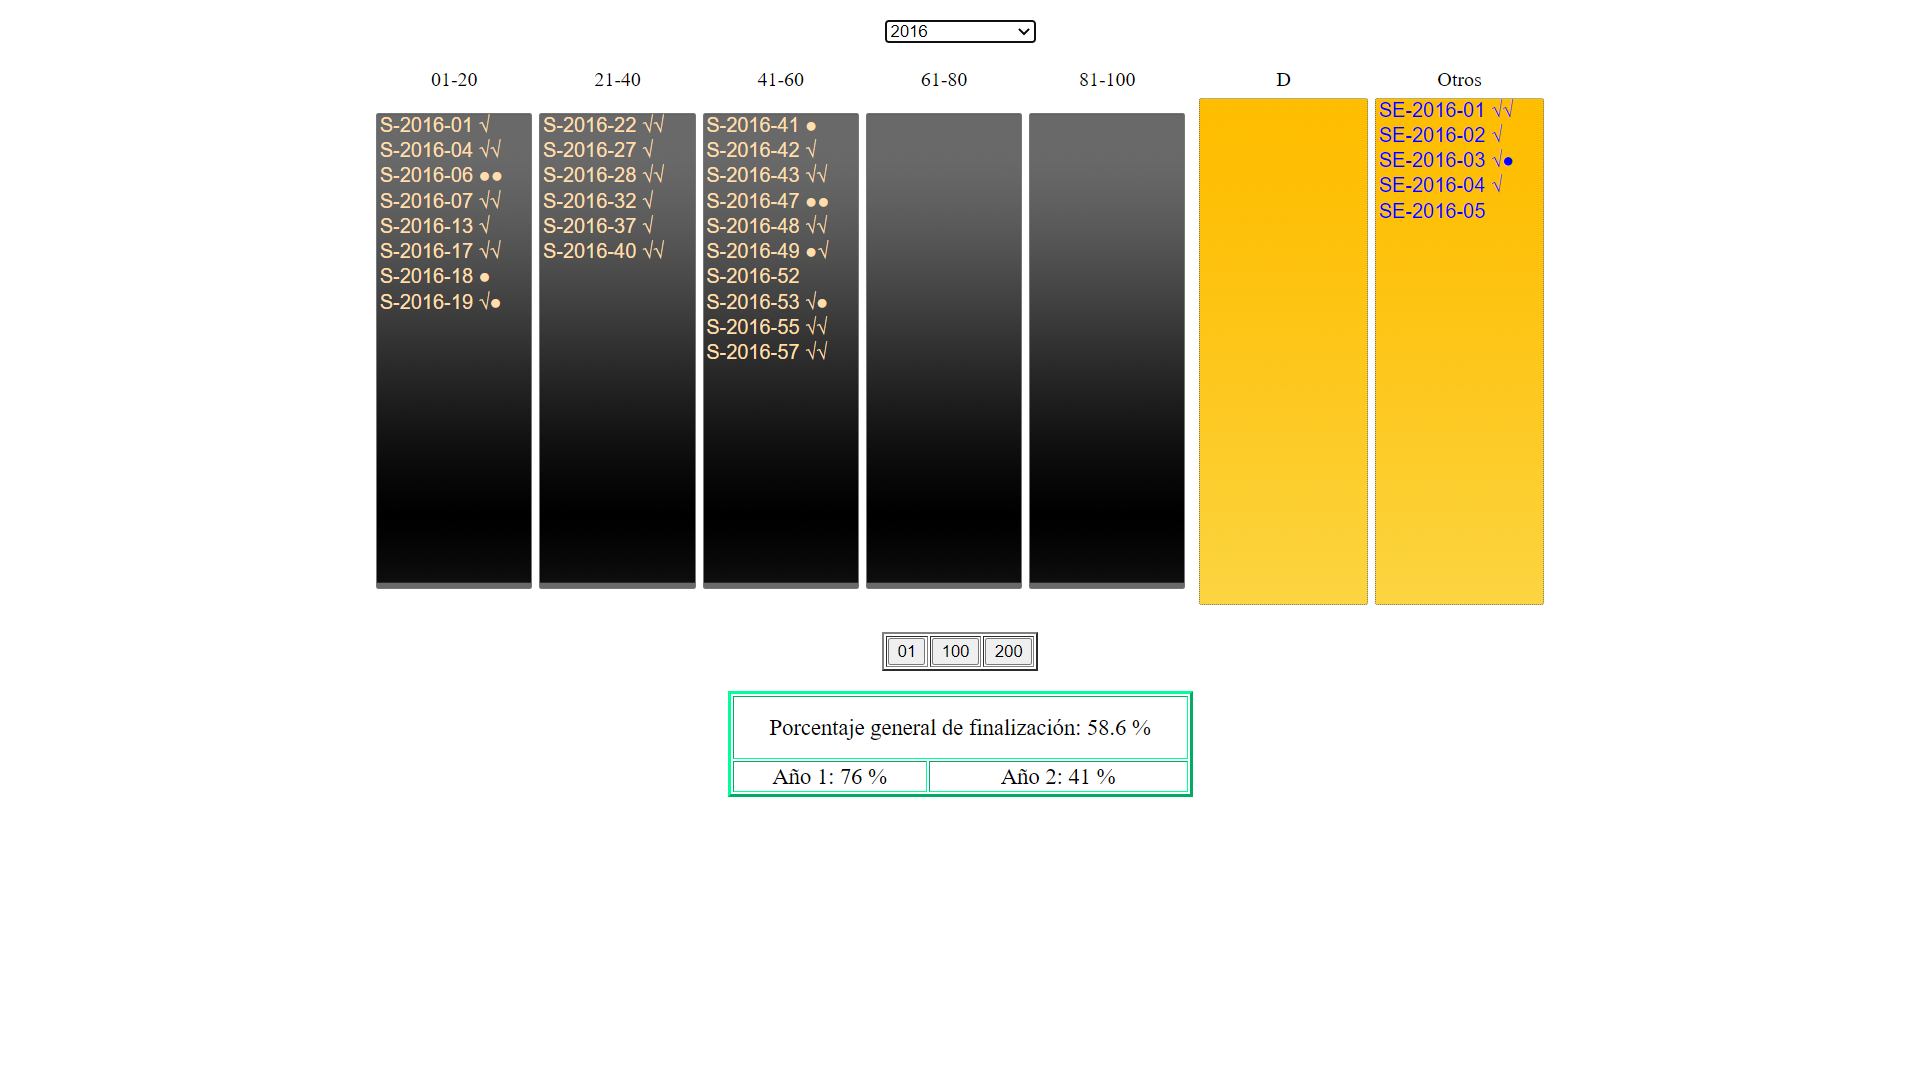 2016
01-20
21-40
41-60
61-80
81-100
D
Otros
S-2016-01 √
S-2016-04 √√
S-2016-06 ●●
S-2016-07 √√
S-2016-13 √
S-2016-17 √√
S-2016-18 ●
S-2016-19 √●
S-2016-22 √√
S-2016-27 √
S-2016-28 √√
S-2016-32 √
S-2016-37 √
S-2016-40 √√
S-2016-41 ●
S-2016-42 √
S-2016-43 √√
S-2016-47 ●●
S-2016-48 √√
S-2016-49 ●√
S-2016-52
S-2016-53 √●
S-2016-55 √√
S-2016-57 √√
SE-2016-01 √√
SE-2016-02 √
SE-2016-03 √●
SE-2016-04 √
SE-2016-05
01
100
200
Porcentaje general de finalización: 58.6 %
Año 1: 76 %
Año 2: 41 %